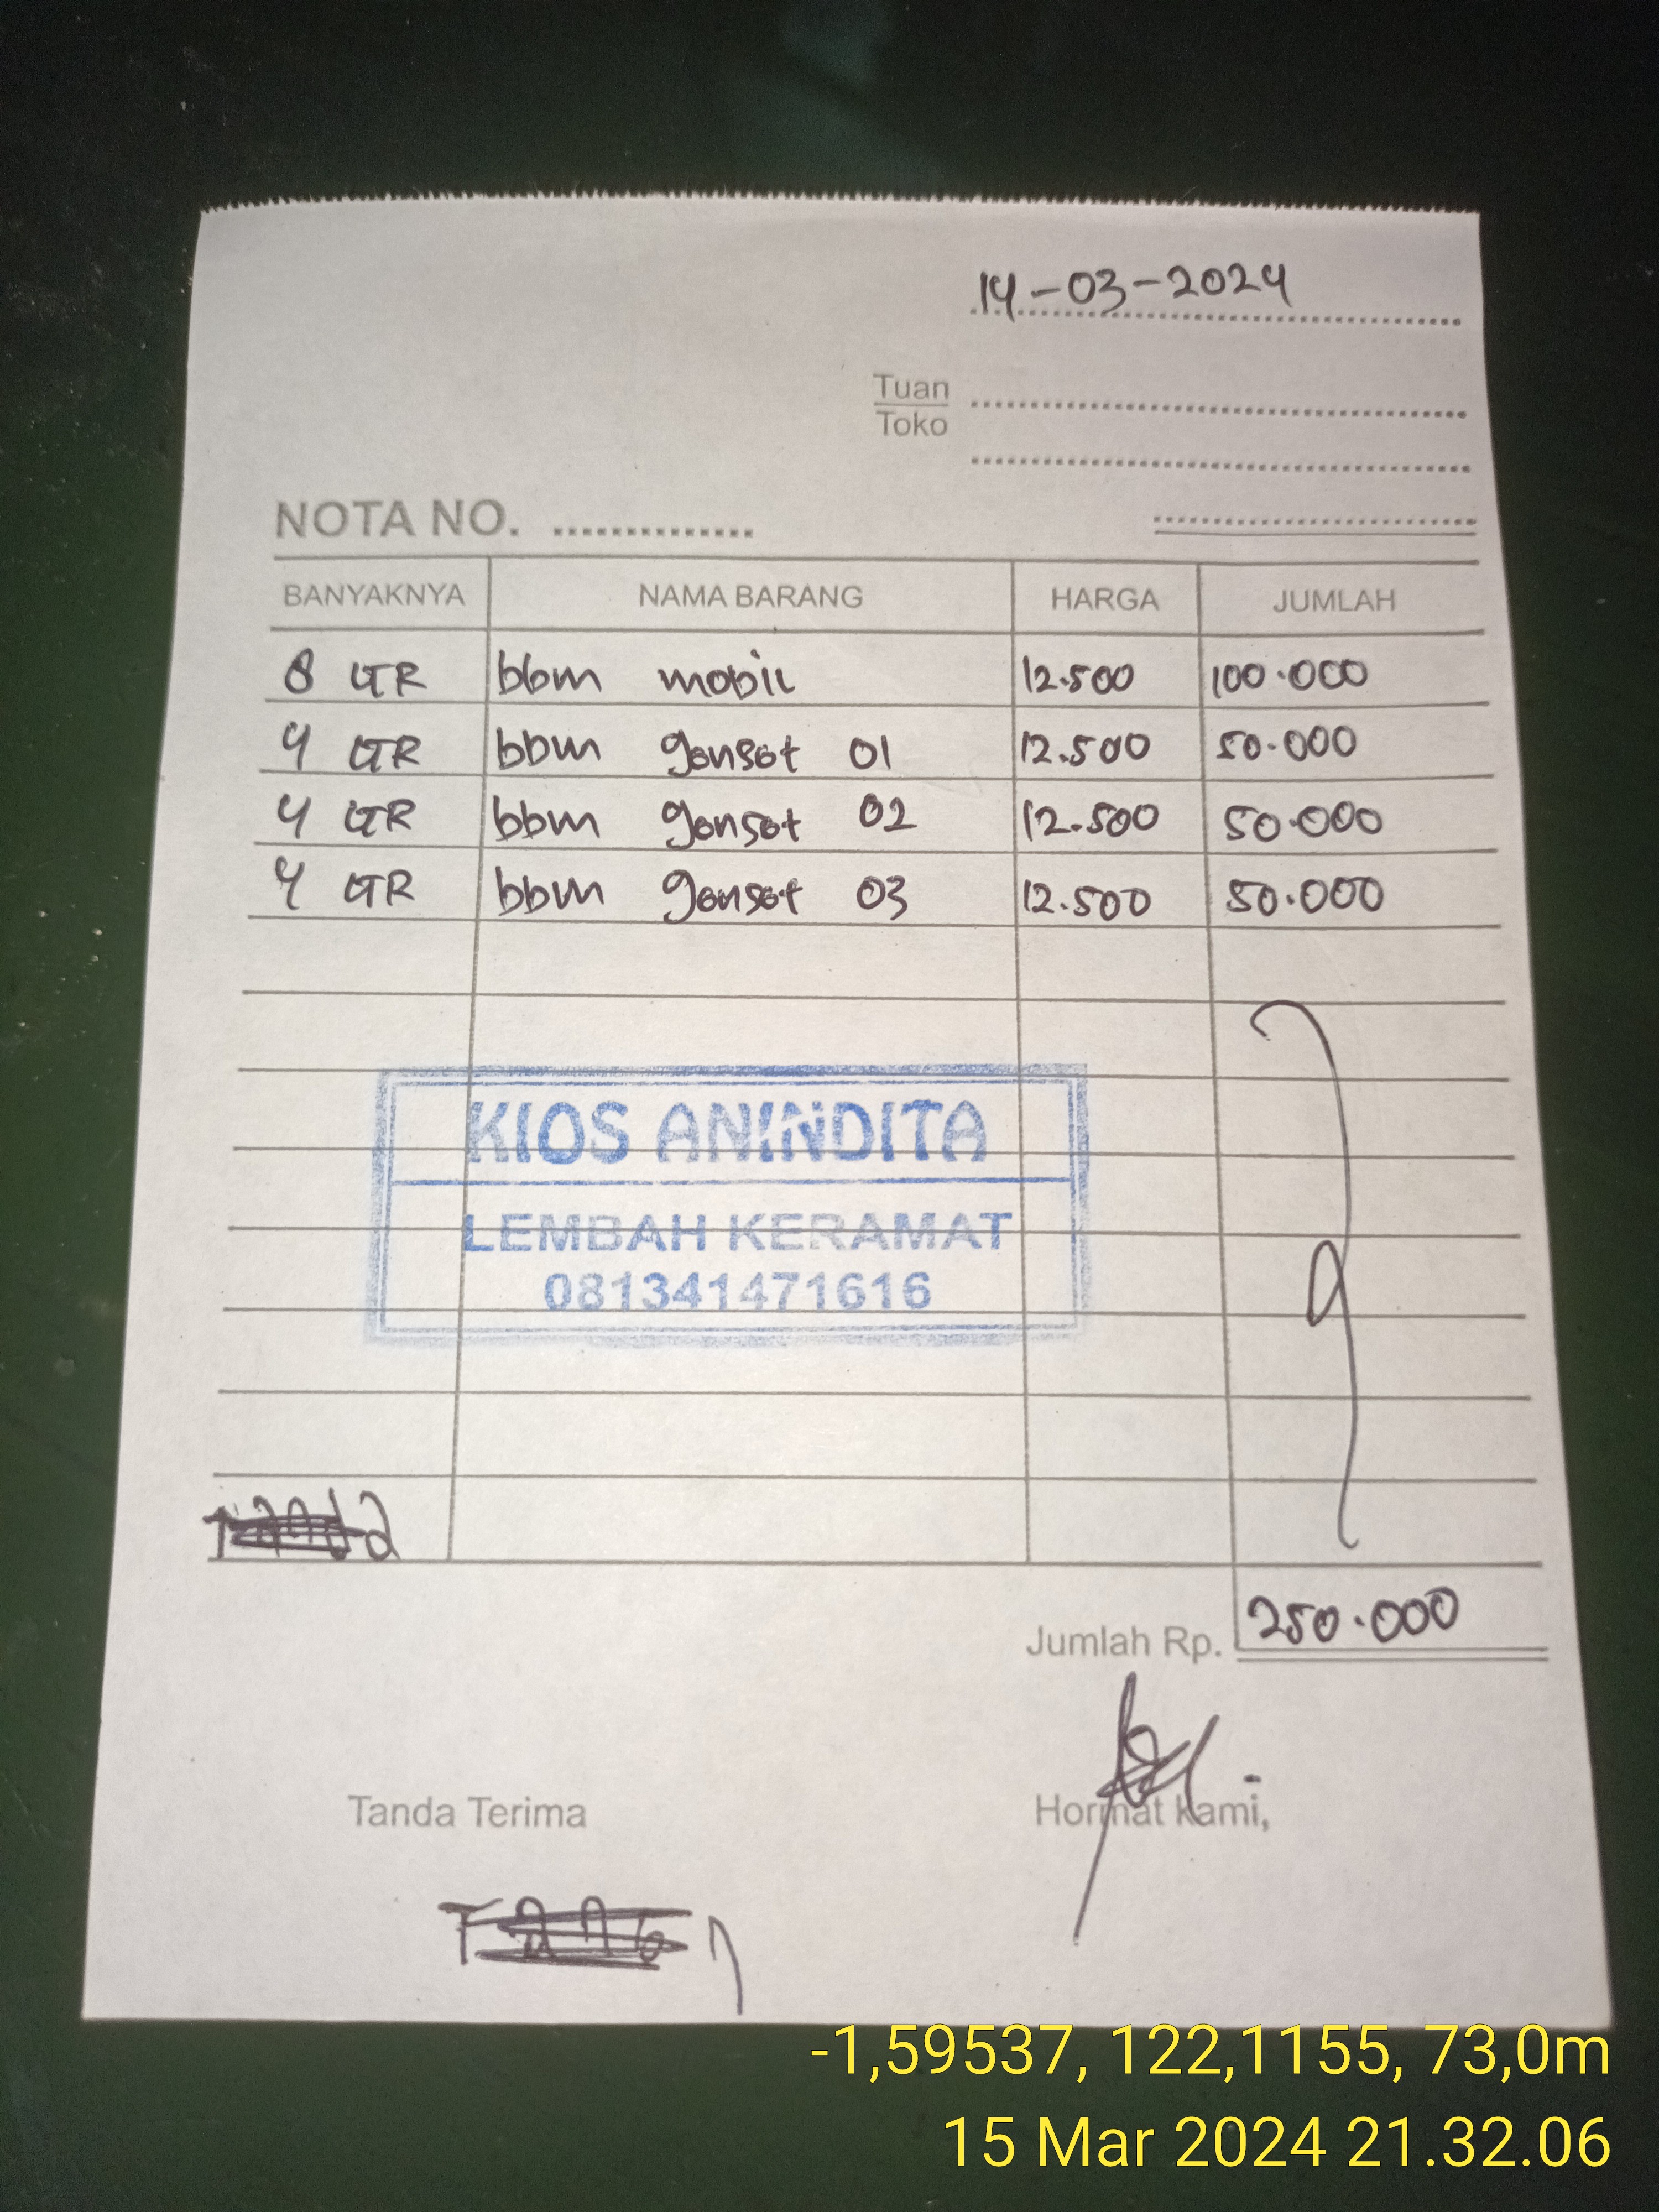 14-03-2024
Tuan
Toko
NOTA NO.
BANYAKNYA NAMA BARANG HARGA JUMLAH
8 LTR bbm mobil 12.500 100.000
4 LTR bbm genset 01 12.500 50.000
4 LTR bbm genset 02 12.500 50.000
4 LTR bbm genset 03 12.500 50.000
KIOS ANINDITA
LEMBAH KERAMAT
081341471616
Jumlah Rp. 250.000
Tanda Terima Hormat kami,
-1,59537, 122,1155, 73,0m
15 Mar 2024 21.32.06